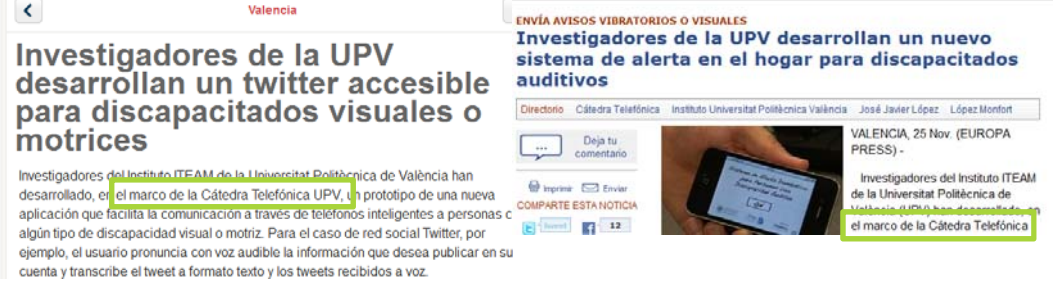 Valencia
Investigadores de la UPV
desarrollan un twitter accesible
para discapacitados visuales o
motrices
Investigadores del Instituto ITEAM de la Universitat Politècnica de València han
desarrollado, en el marco de la Cátedra Telefónica UPV, un prototipo de una nueva
aplicación que facilita la comunicación a través de teléfonos inteligentes a personas c
algún tipo de discapacidad visual o motriz. Para el caso de red social Twitter, por
ejemplo, el usuario pronuncia con voz audible la información que desea publicar en su
cuenta y transcribe el tweet a formato texto y los tweets recibidos a voz.
ENVÍA AVISOS VIBRATORIOS O VISUALES
Investigadores de la UPV desarrollan un nuevo
sistema de alerta en el hogar para discapacitados
auditivos
Directorio Cátedra Telefónica Instituto Universitat Politècnica València José Javier López López Monfort
... Deja tu
comentario
Imprimir Enviar
COMPARTE ESTA NOTICIA
Tweet 12
VALENCIA, 25 Nov. (EUROPA
PRESS) -
Investigadores del Instituto ITEAM
de la Universitat Politècnica de
València (UPV) han desarrollado, en
el marco de la Cátedra Telefónica